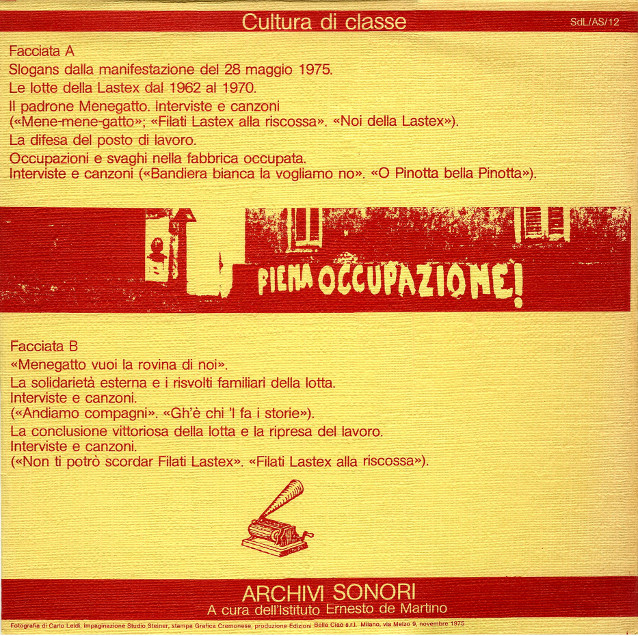 Cultura di classe
SdL/AS/12
Facciata A
Slogans dalla manifestazione del 28 maggio 1975.
Le lotte della Lastex dal 1962 al 1970.
Il padrone Menegatto. Interviste e canzoni
(«Mene-mene-gatto»; «Filati Lastex alla riscossa». «Noi della Lastex»).
La difesa del posto di lavoro.
Occupazioni e svaghi nella fabbrica occupata.
Interviste e canzoni («Bandiera bianca la vogliamo no». «O Pinotta bella Pinotta»).
PIENA OCCUPAZIONE!
Facciata B
«Menegatto vuoi la rovina di noi».
La solidarietà esterna e i risvolti familiari della lotta.
Interviste e canzoni.
(«Andiamo compagni». «Gh'è chi 'l fa i storie»).
La conclusione vittoriosa della lotta e la ripresa del lavoro.
Interviste e canzoni.
(«Non ti potrò scordar Filati Lastex». «Filati Lastex alla riscossa»).
ARCHIVI SONORI
A cura dell'Istituto Ernesto de Martino
Fotografia di Carlo Leidi, impaginazione Studio Steiner, stampa Grafica Cremonese, produzione Edizioni Bella Ciao s.r.l. Milano, via Melzo 9, novembre 1975